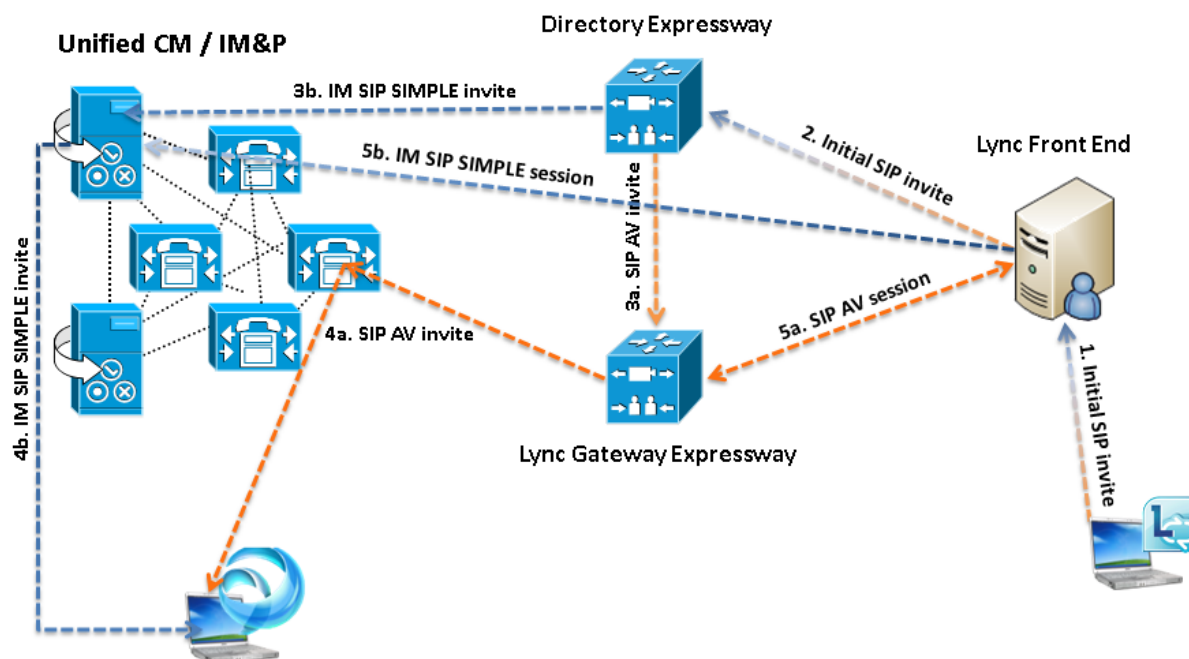 Directory Expressway
Unified CM / IM&P
3b. IM SIP SIMPLE invite
2. Initial SIP invite
Lync Front End
5b. IM SIP SIMPLE session
3a. SIP AV invite
4b. IM SIP SIMPLE invite
4a. SIP AV invite
5a. SIP AV session
1. Initial SIP invite
Lync Gateway Expressway
L